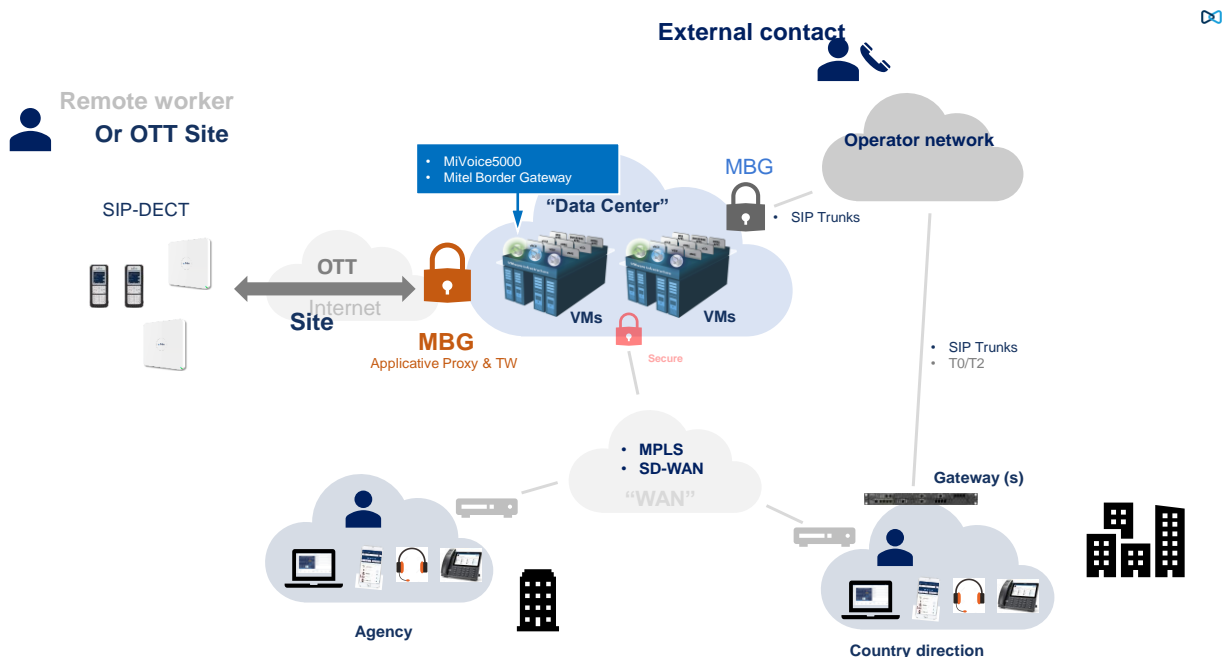 External contact
Remote worker
Or OTT Site
Operator network
• MiVoice5000
• Mitel Border Gateway
MBG
SIP-DECT
“Data Center”
• SIP Trunks
OTT
Internet
Site
VMs
VMs
MBG
Applicative Proxy & TW
Secure
• SIP Trunks
• T0/T2
• MPLS
• SD-WAN
“WAN”
Gateway (s)
Agency
Country direction